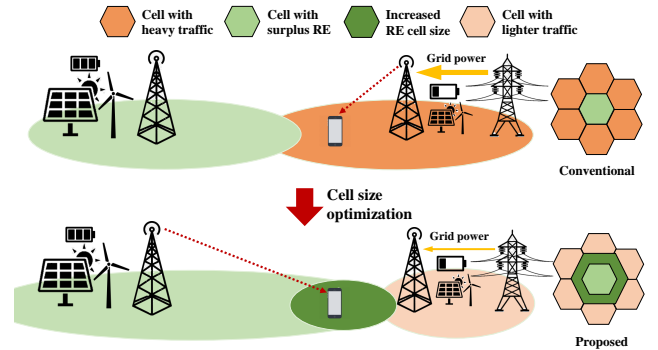 Cell with
heavy traffic
Cell with
surplus RE
Increased
RE cell size
Cell with
lighter traffic
Grid power
Conventional
Cell size
optimization
Grid power
Proposed